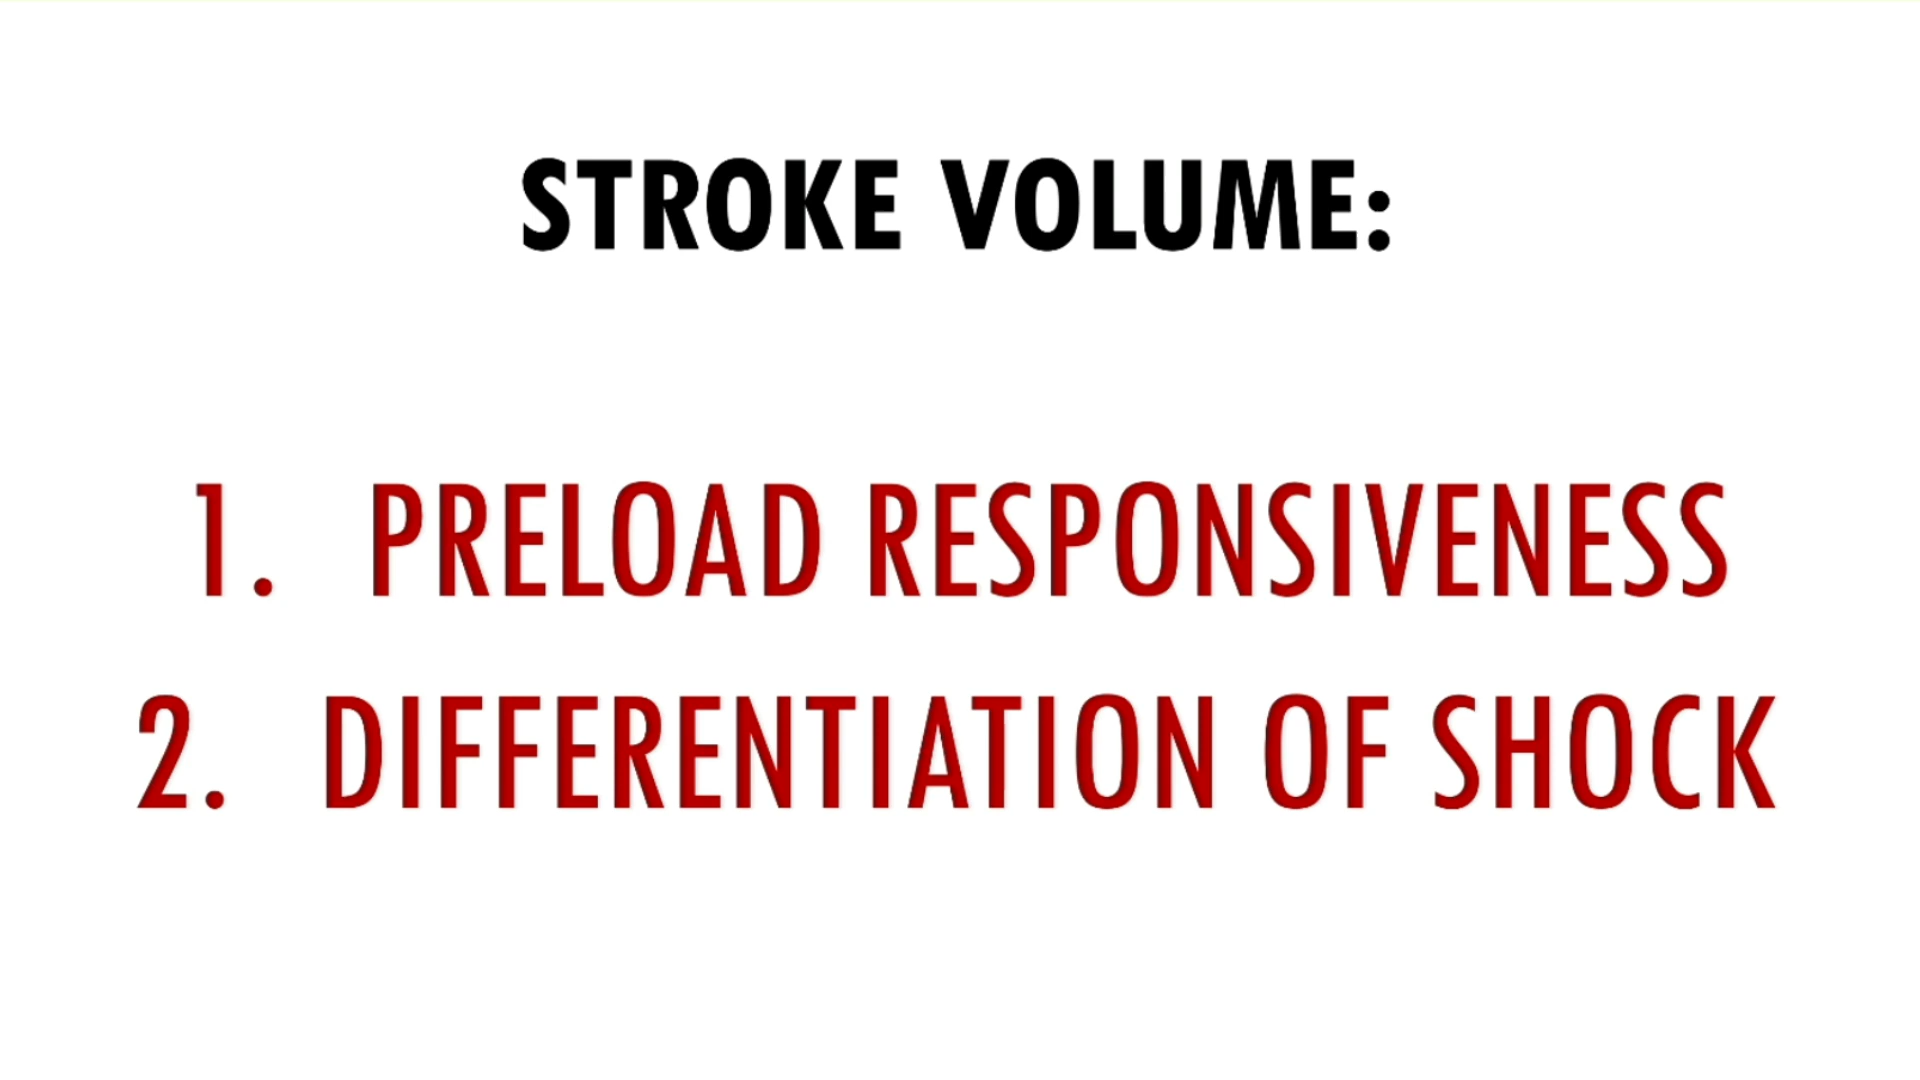 STROKE VOLUME:
1. PRELOAD RESPONSIVENESS
2. DIFFERENTIATION OF SHOCK